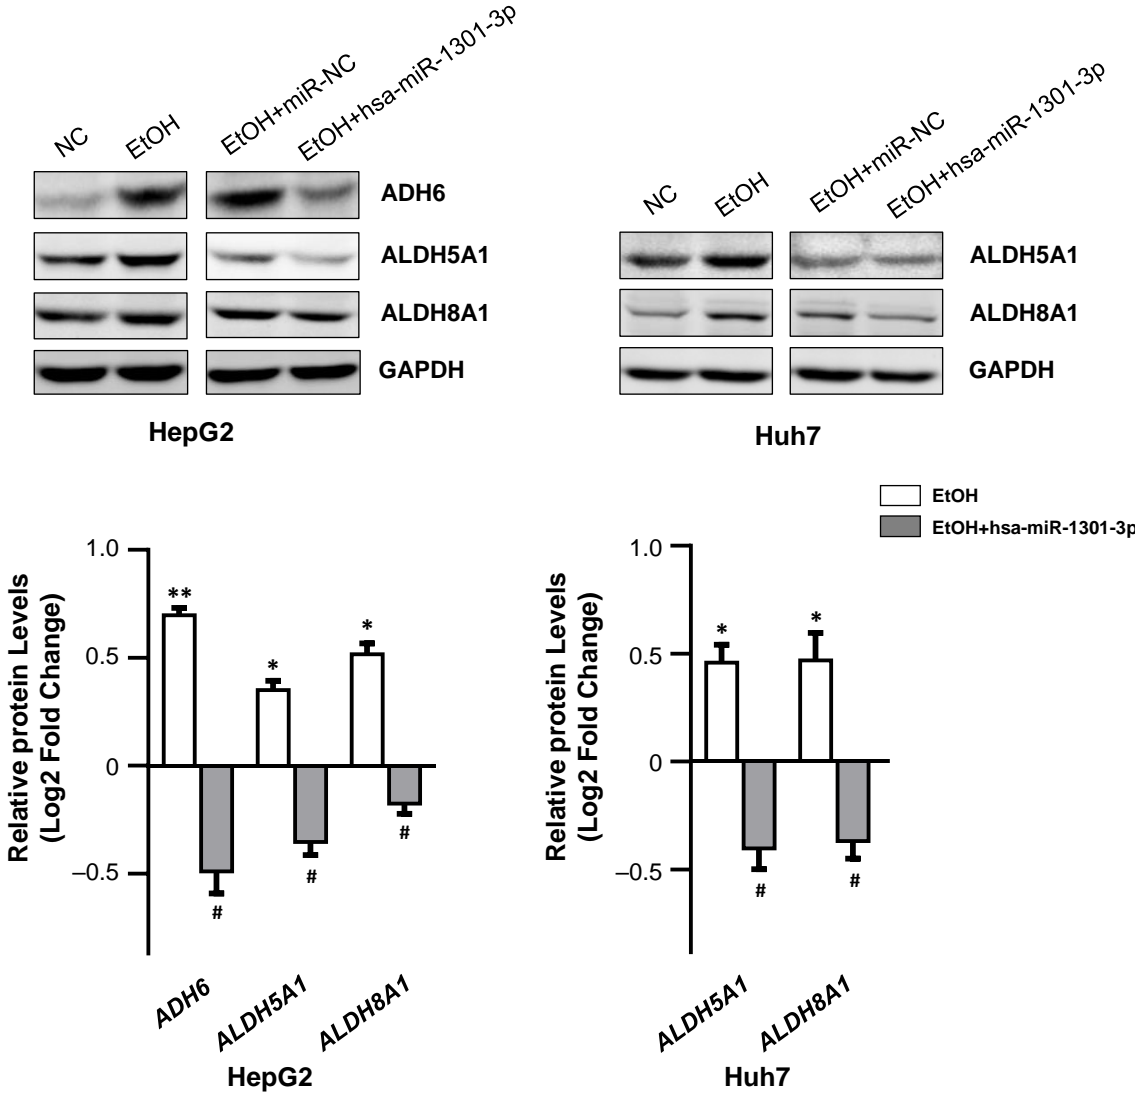 NC
EtOH
EtOH+miR-NC
EtOH+hsa-miR-1301-3p
ADH6
ALDH5A1
ALDH8A1
GAPDH
HepG2
NC
EtOH
EtOH+miR-NC
EtOH+hsa-miR-1301-3p
ALDH5A1
ALDH8A1
GAPDH
Huh7
EtOH
EtOH+hsa-miR-1301-3p
Relative protein Levels
(Log2 Fold Change)
1.0
0.5
0
–0.5
**
*
*
#
#
#
ADH6
ALDH5A1
ALDH8A1
HepG2
Relative protein Levels
(Log2 Fold Change)
1.0
0.5
0
–0.5
*
*
#
#
ALDH5A1
ALDH8A1
Huh7